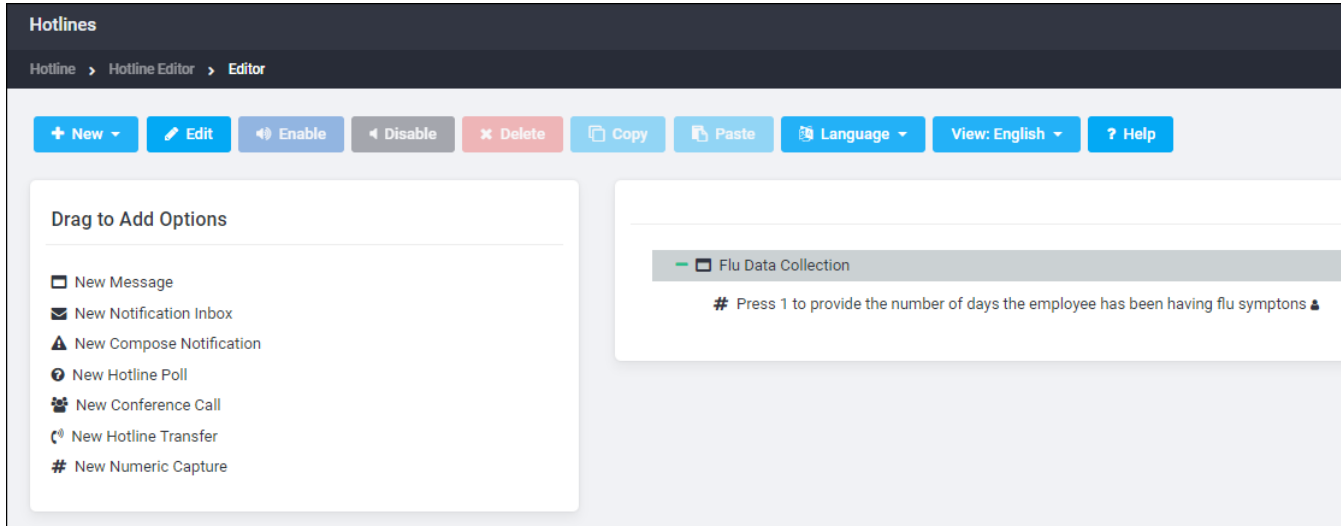 Hotlines
Hotline > Hotline Editor > Editor
+ New Edit Enable Disable Delete Copy Paste Language View: English ? Help
Drag to Add Options
New Message
New Notification Inbox
New Compose Notification
New Hotline Poll
New Conference Call
New Hotline Transfer
# New Numeric Capture
Flu Data Collection
# Press 1 to provide the number of days the employee has been having flu symptons